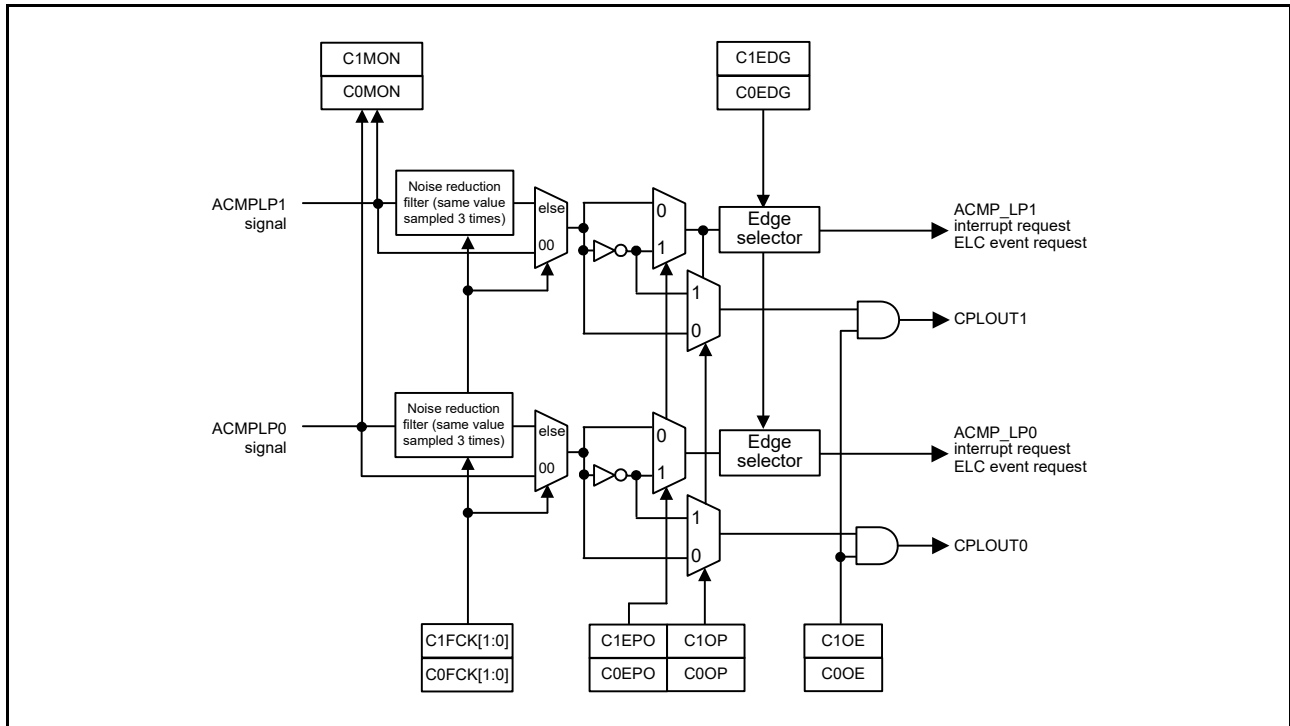 C1MON
C0MON
C1EDG
C0EDG
ACMPLP1
signal
Noise reduction
filter (same value
sampled 3 times)
else
00
0
1
Edge
selector
ACMP_LP1
interrupt request
ELC event request
1
0
CPLOUT1
ACMPLP0
signal
Noise reduction
filter (same value
sampled 3 times)
else
00
0
1
Edge
selector
ACMP_LP0
interrupt request
ELC event request
1
0
CPLOUT0
C1FCK[1:0]
C0FCK[1:0]
C1EPO
C0EPO
C1OP
C0OP
C1OE
C0OE